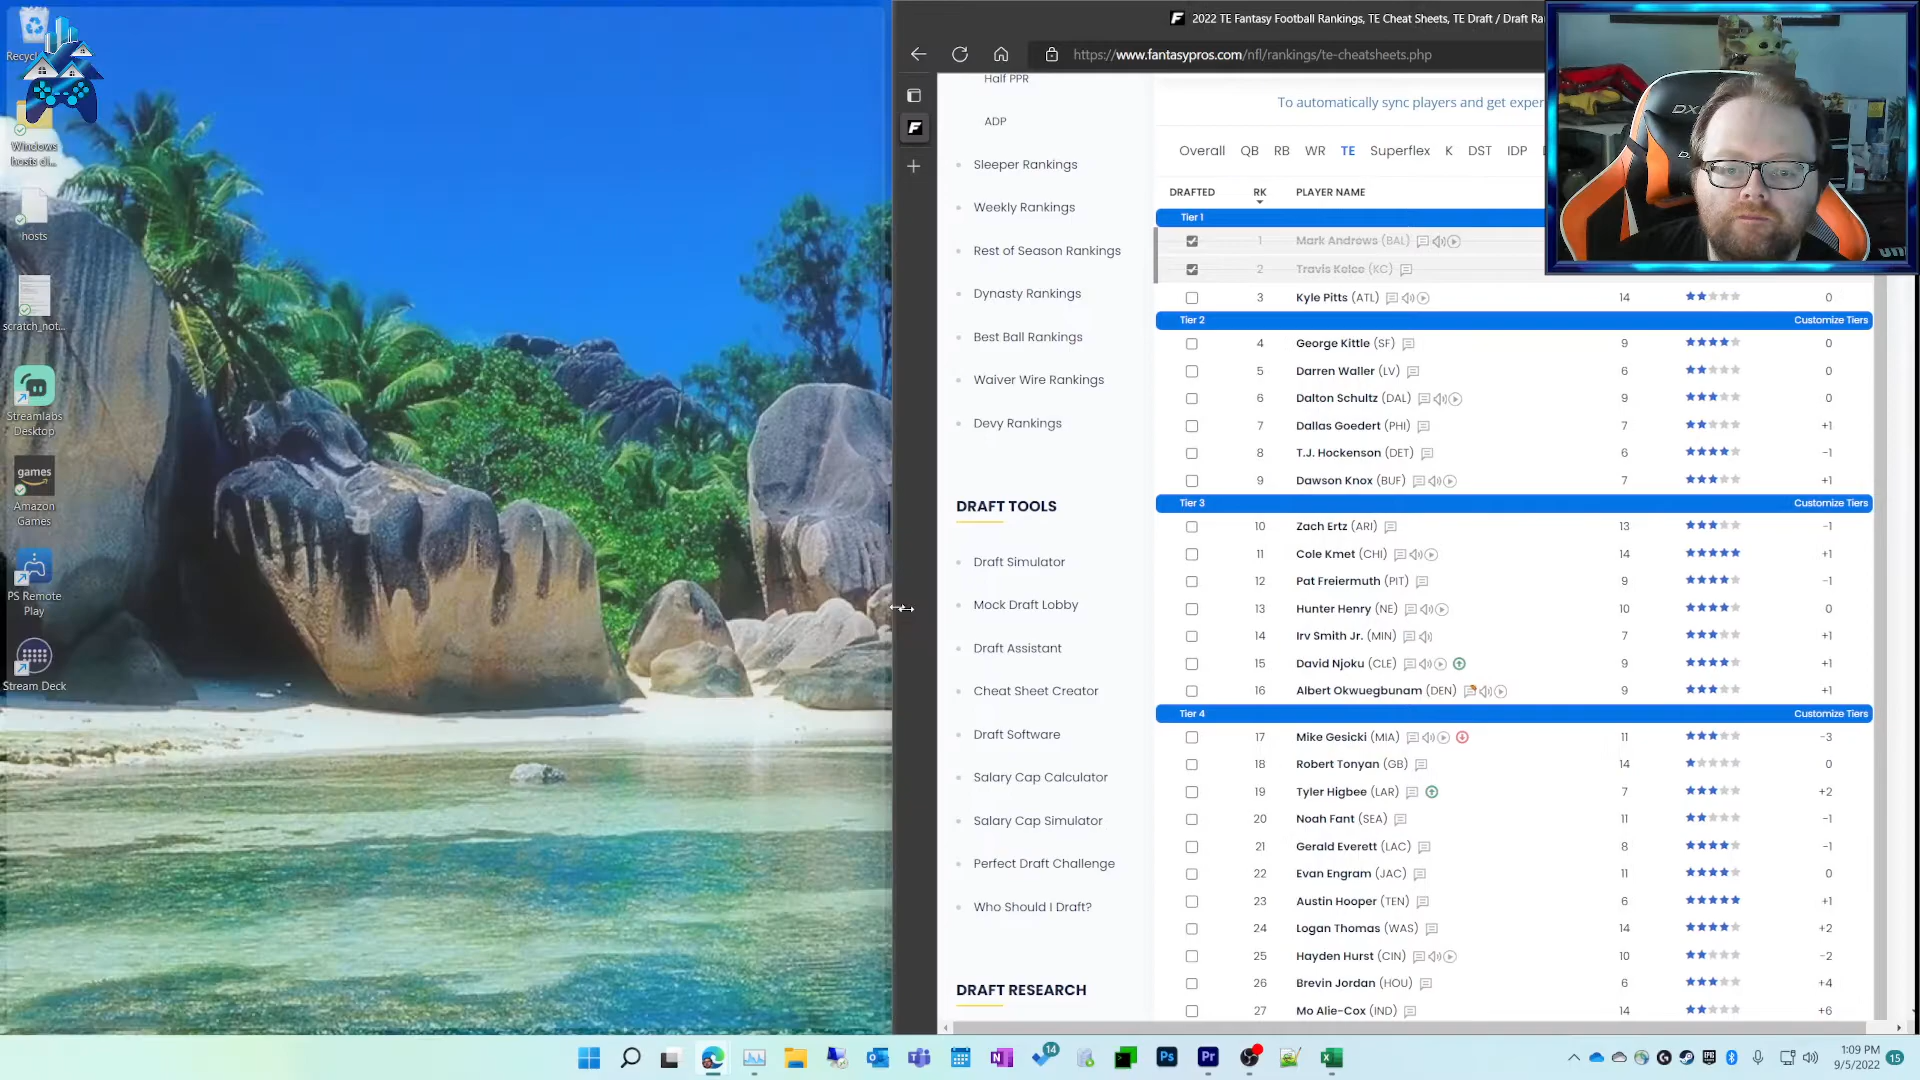 Recyc
Windows
hosts di...
hosts
scratch_not...
Streamlabs
Desktop
games
Amazon
Games
PS Remote
Play
Stream Deck
2022 TE Fantasy Football Rankings, TE Cheat Sheets, TE Draft / Draft Ra
https://www.fantasypros.com/nfl/rankings/te-cheatsheets.php
Half PPR
ADP
Sleeper Rankings
Weekly Rankings
Rest of Season Rankings
Dynasty Rankings
Best Ball Rankings
Waiver Wire Rankings
Devy Rankings
DRAFT TOOLS
Draft Simulator
Mock Draft Lobby
Draft Assistant
Cheat Sheet Creator
Draft Software
Salary Cap Calculator
Salary Cap Simulator
Perfect Draft Challenge
Who Should I Draft?
DRAFT RESEARCH
To automatically sync players and get exper
Overall QB RB WR TE Superflex K DST IDP
DRAFTED RK PLAYER NAME
Tier 1
1 Mark Andrews (BAL)
2 Travis Kelce (KC)
3 Kyle Pitts (ATL) 14 0
Tier 2 Customize Tiers
4 George Kittle (SF) 9 0
5 Darren Waller (LV) 6 0
6 Dalton Schultz (DAL) 9 0
7 Dallas Goedert (PHI) 7 +1
8 T.J. Hockenson (DET) 6 -1
9 Dawson Knox (BUF) 7 +1
Tier 3 Customize Tiers
10 Zach Ertz (ARI) 13 -1
11 Cole Kmet (CHI) 14 +1
12 Pat Freiermuth (PIT) 9 -1
13 Hunter Henry (NE) 10 0
14 Irv Smith Jr. (MIN) 7 +1
15 David Njoku (CLE) 9 +1
16 Albert Okwuegbunam (DEN) 9 +1
Tier 4 Customize Tiers
17 Mike Gesicki (MIA) 11 -3
18 Robert Tonyan (GB) 14 0
19 Tyler Higbee (LAR) 7 +2
20 Noah Fant (SEA) 11 -1
21 Gerald Everett (LAC) 8 -1
22 Evan Engram (JAC) 11 0
23 Austin Hooper (TEN) 6 +1
24 Logan Thomas (WAS) 14 +2
25 Hayden Hurst (CIN) 10 -2
26 Brevin Jordan (HOU) 6 +4
27 Mo Alie-Cox (IND) 14 +6
14
Ps
Pr
1:09 PM
9/5/2022
15